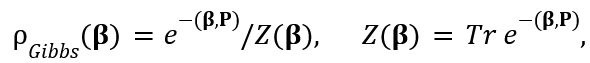 ρ_Gibbs(β) = e^−(β,P)/Z(β),   Z(β) = Tr e^−(β,P),